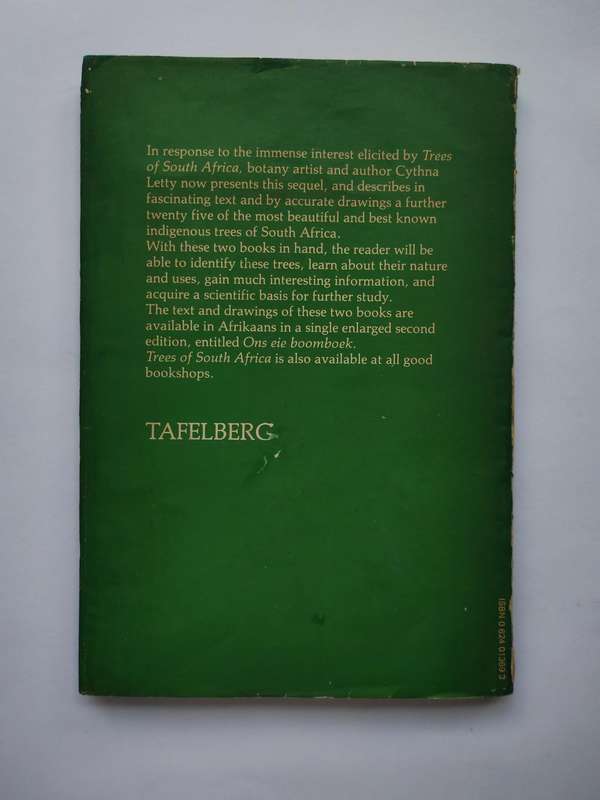 In response to the immense interest elicited by Trees
of South Africa, botany artist and author Cythna
Letty now presents this sequel, and describes in
fascinating text and by accurate drawings a further
twenty five of the most beautiful and best known
indigenous trees of South Africa.
With these two books in hand, the reader will be
able to identify these trees, learn about their nature
and uses, gain much interesting information, and
acquire a scientific basis for further study.
The text and drawings of these two books are
available in Afrikaans in a single enlarged second
edition, entitled Ons eie boomboek.
Trees of South Africa is also available at all good
bookshops.
TAFELBERG
ISBN 0 624 01369 3